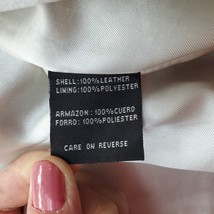 SHELL:100%LEATHER
LINING:100%POLYESTER
ARMAZON:100%CUERO
FORRO:100%POLIESTER
CARE ON REVERSE